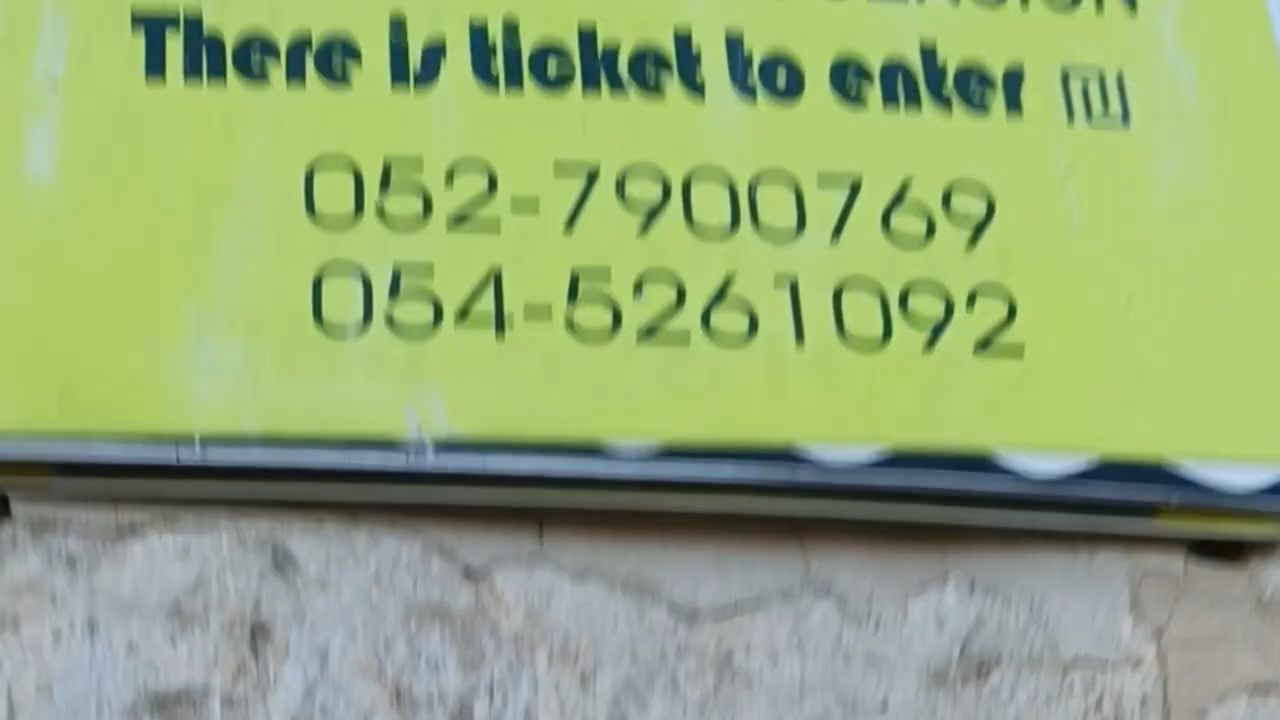 There is ticket to enter ₪
052-7900769
054-5261092